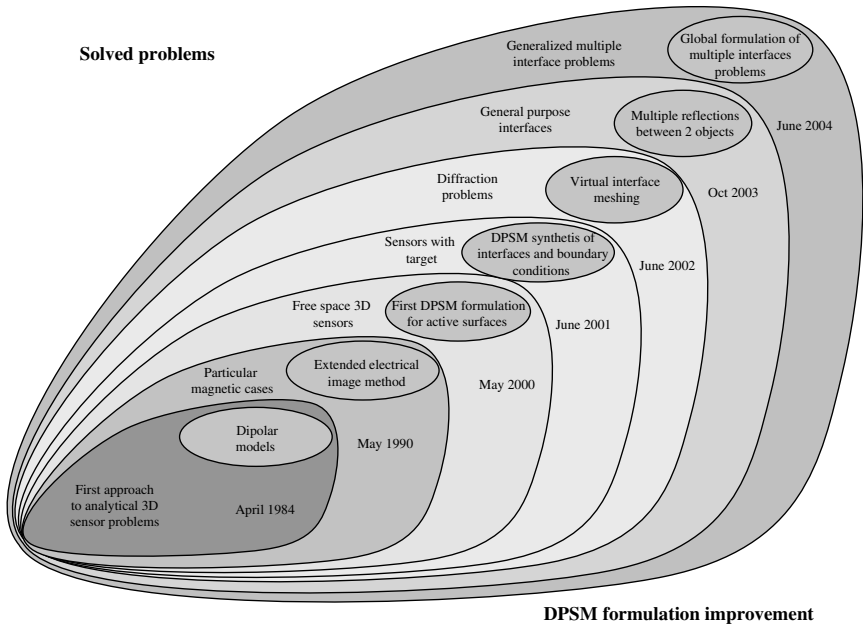 Solved problems
Generalized multiple
interface problems
Global formulation of
multiple interfaces
problems
June 2004
General purpose
interfaces
Multiple reflections
between 2 objects
Oct 2003
Diffraction
problems
Virtual interface
meshing
June 2002
Sensors with
target
DPSM synthetis of
interfaces and boundary
conditions
June 2001
Free space 3D
sensors
First DPSM formulation
for active surfaces
May 2000
Particular
magnetic cases
Extended electrical
image method
May 1990
Dipolar
models
First approach
to analytical 3D
sensor problems
April 1984
DPSM formulation improvement